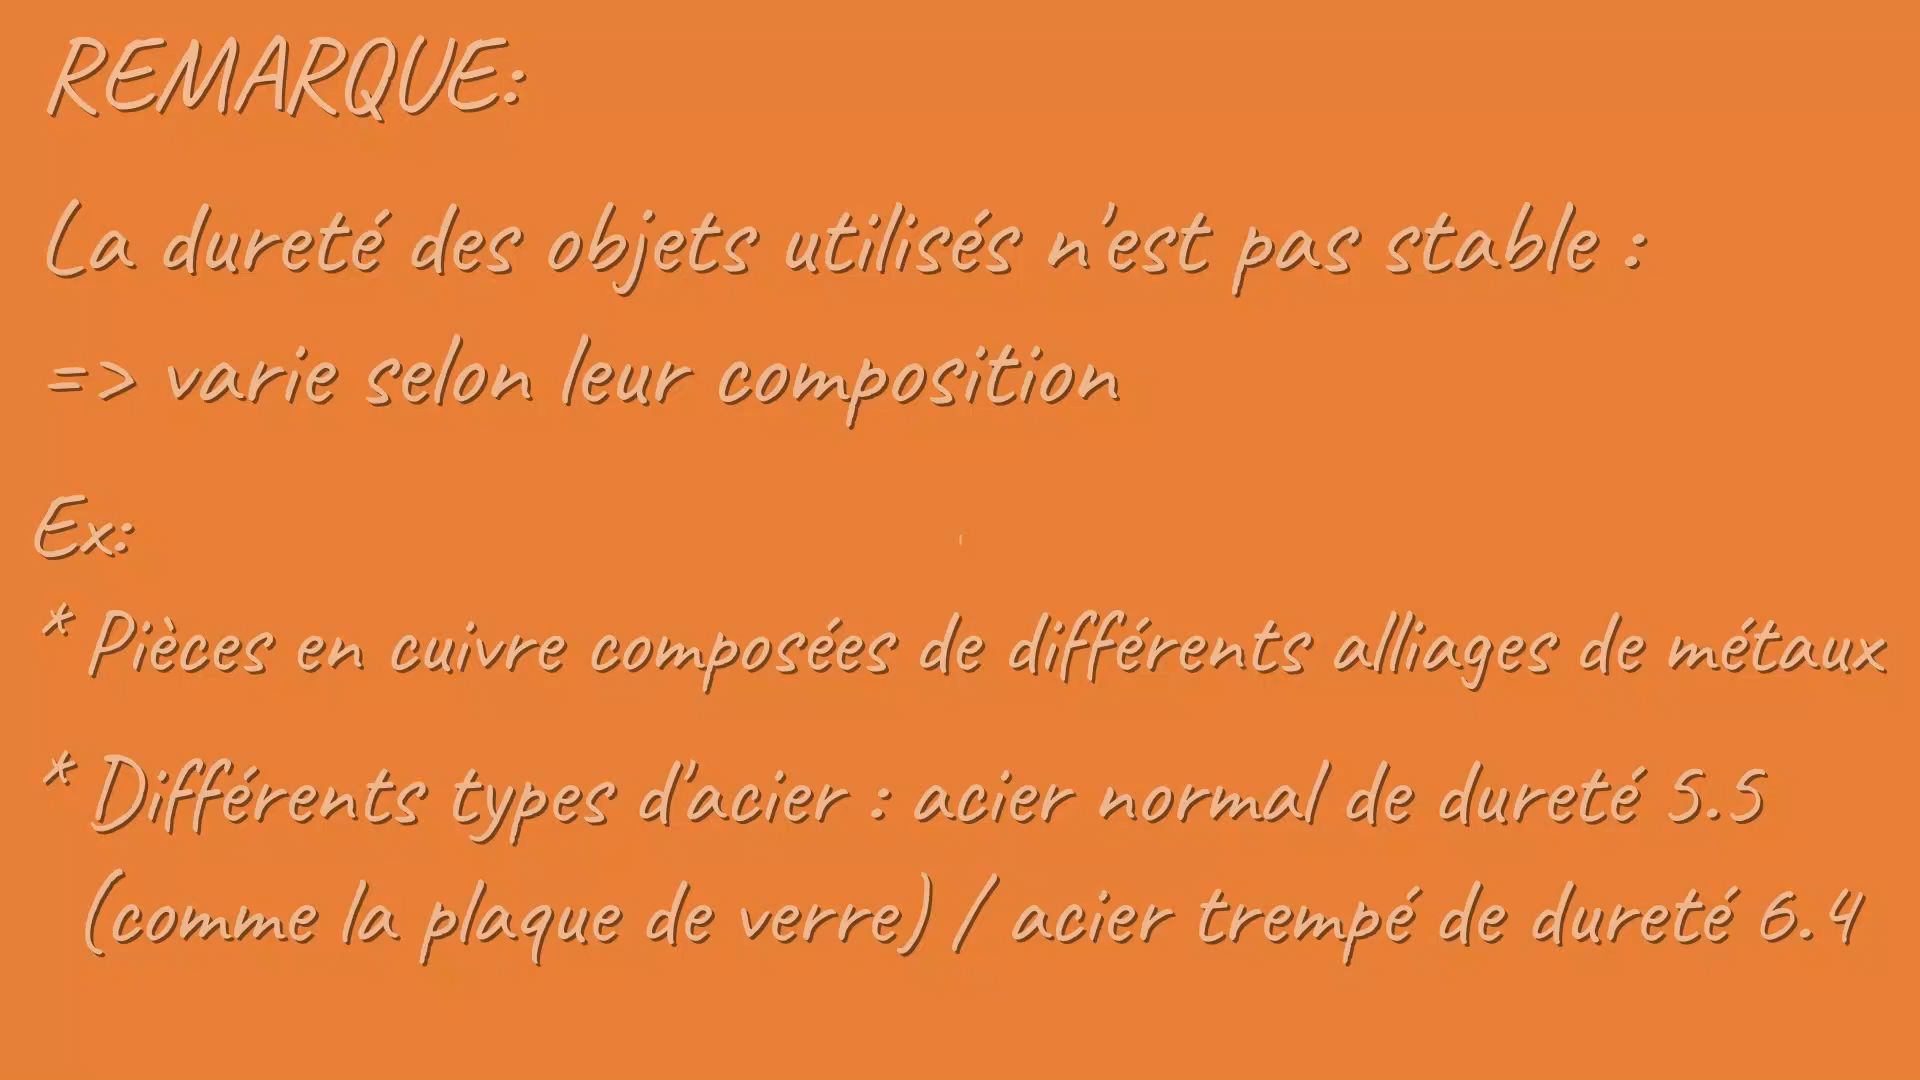 REMARQUE:
La dureté des objets utilisés n'est pas stable :
=> varie selon leur composition
Ex:
* Pièces en cuivre composées de différents alliages de métaux
* Différents types d'acier : acier normal de dureté 5.5
(comme la plaque de verre) / acier trempé de dureté 6.4